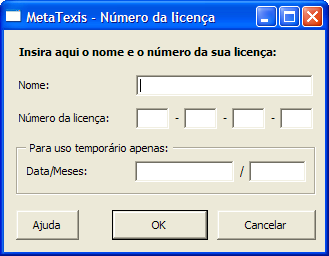 MetaTexis - Número da licença
Insira aqui o nome e o número da sua licença:
Nome:
Número da licença: - - -
Para uso temporário apenas:
Data/Meses: /
Ajuda OK Cancelar